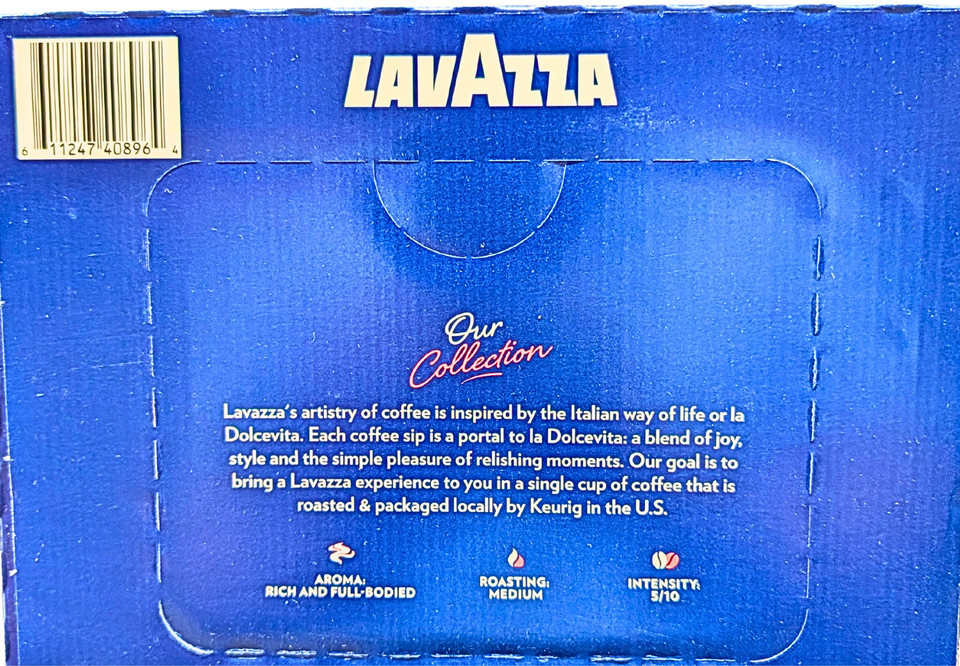 LAVAZZA
6 11247 40896 4
Our
Collection
Lavazza's artistry of coffee is inspired by the Italian way of life or la
Dolcevita. Each coffee sip is a portal to la Dolcevita: a blend of joy,
style and the simple pleasure of relishing moments. Our goal is to
bring a Lavazza experience to you in a single cup of coffee that is
roasted & packaged locally by Keurig in the U.S.
AROMA:
RICH AND FULL-BODIED
ROASTING:
MEDIUM
INTENSITY:
5/10